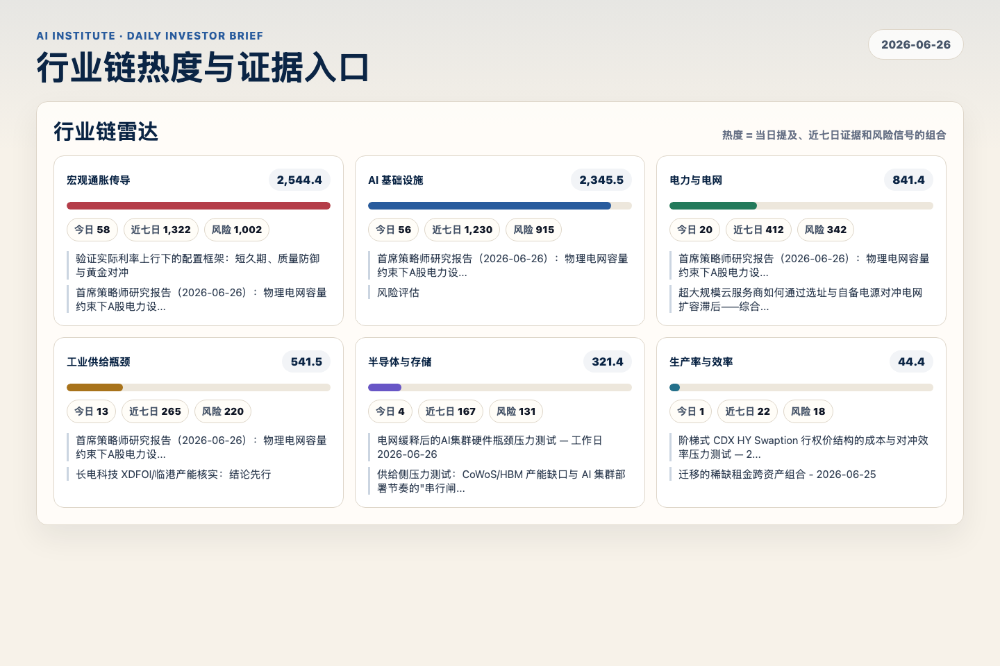 AI INSTITUTE · DAILY INVESTOR BRIEF
2026-06-26
行业链热度与证据入口
行业链雷达
热度 = 当日提及、近七日证据和风险信号的组合
宏观通胀传导
2,544.4
今日 58
近七日 1,322
风险 1,002
验证实际利率上行下的配置框架：短久期、质量防御
与黄金对冲
首席策略师研究报告（2026-06-26）：物理电网容量
约束下A股电力设...
AI 基础设施
2,345.5
今日 56
近七日 1,230
风险 915
首席策略师研究报告（2026-06-26）：物理电网容量
约束下A股电力设...
风险评估
电力与电网
841.4
今日 20
近七日 412
风险 342
首席策略师研究报告（2026-06-26）：物理电网容量
约束下A股电力设...
超大规模云服务商如何通过选址与自备电源对冲电网
扩容滞后——综合...
工业供给瓶颈
541.5
今日 13
近七日 265
风险 220
首席策略师研究报告（2026-06-26）：物理电网容量
约束下A股电力设...
长电科技 XDFOI/临港产能核实：结论先行
半导体与存储
321.4
今日 4
近七日 167
风险 131
电网缓释后的AI集群硬件瓶颈压力测试 — 工作日
2026-06-26
供给侧压力测试：CoWoS/HBM 产能缺口与 AI 集群部
署节奏的"串行闸...
生产率与效率
44.4
今日 1
近七日 22
风险 18
阶梯式 CDX HY Swaption 行权价结构的成本与对冲效
率压力测试 — 2...
迁移的稀缺租金跨资产组合 - 2026-06-25